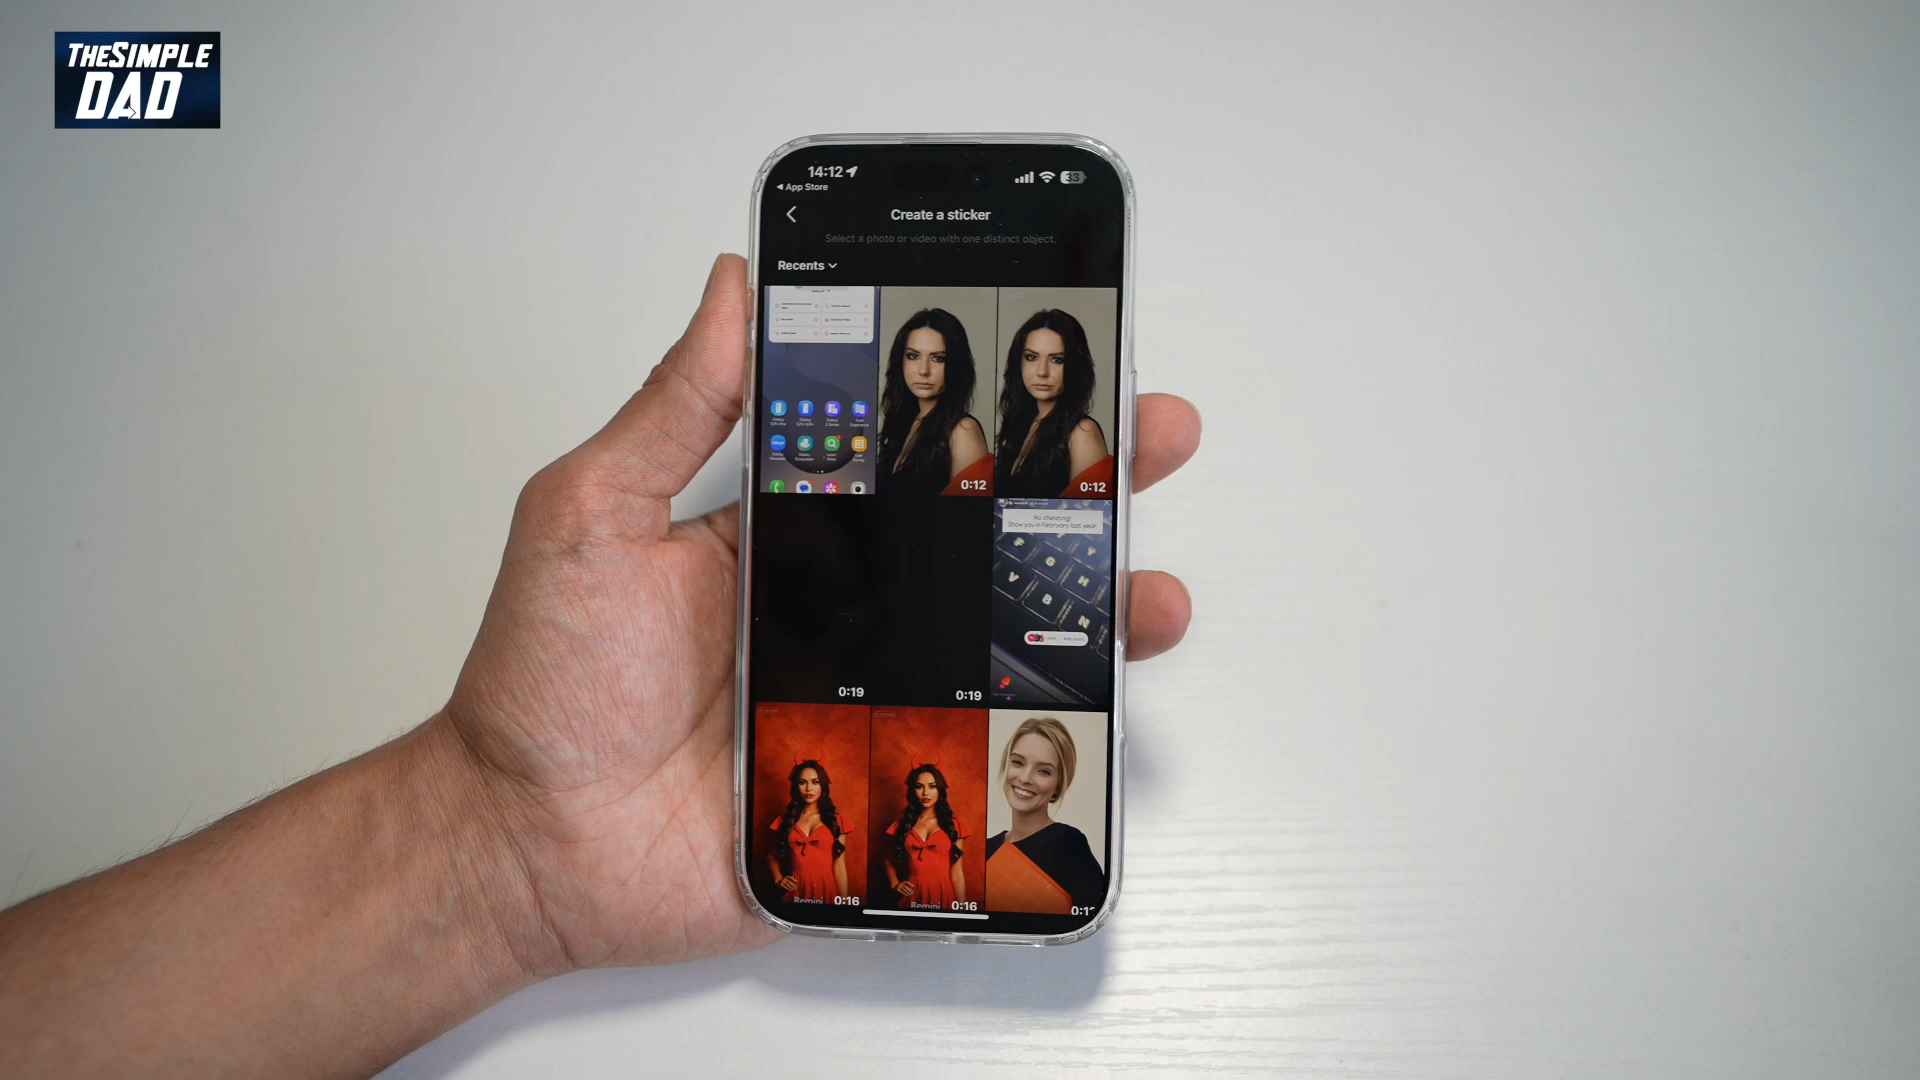 THESIMPLE
DAD
14:12
33
App Store
Create a sticker
Select a photo or video with one distinct object.
Recents
0:12
0:12
No cheating!
Show you in February last year.
F
G
H
V
B
N
0:19
0:19
Remini
0:16
Remini
0:16